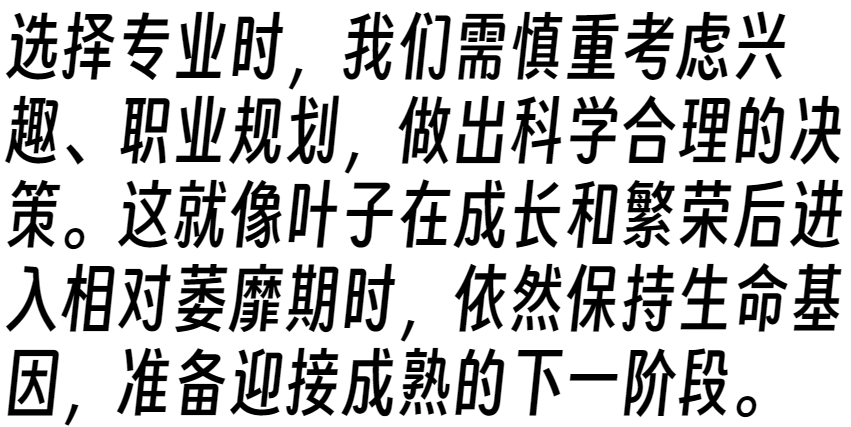 选择专业时，我们需慎重考虑兴
趣、职业规划，做出科学合理的决
策。这就像叶子在成长和繁荣后进
入相对萎靡期时，依然保持生命基
因，准备迎接成熟的下一阶段。